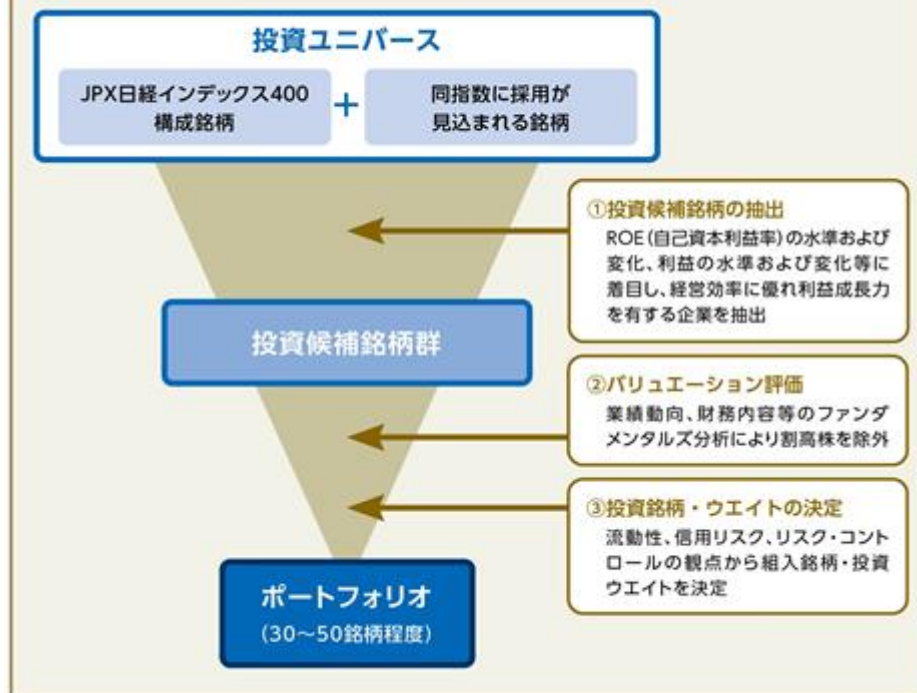 投資ユニバース
JPX日経インデックス400
構成銘柄
+
同指数に採用が
見込まれる銘柄
①投資候補銘柄の抽出
ROE(自己資本利益率)の水準および
変化、利益の水準および変化等に
着目し、経営効率に優れ利益成長力
を有する企業を抽出
投資候補銘柄群
②バリュエーション評価
業績動向、財務内容等のファンダ
メンタルズ分析により割高株を除外
③投資銘柄・ウエイトの決定
流動性、信用リスク、リスク・コント
ロールの観点から組入銘柄・投資
ウエイトを決定
ポートフォリオ
(30〜50銘柄程度)